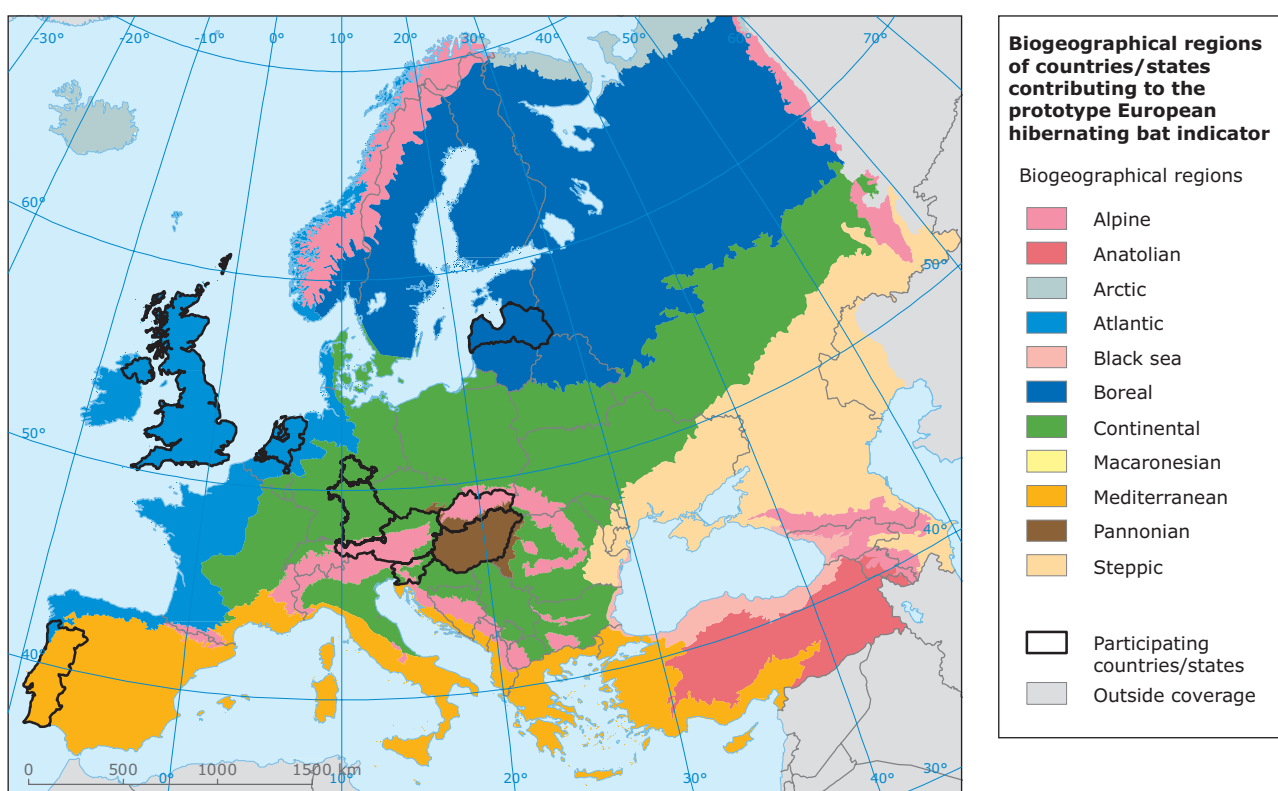 -30°
-20°
-10°
0°
10°
20°
30°
40°
50°
60°
70°
60°
50°
50°
40°
40°
0
500
1000
1500 km
0°
10°
20°
30°
40°
30°
Biogeographical regions
of countries/states
contributing to the
prototype European
hibernating bat indicator
Biogeographical regions
Alpine
Anatolian
Arctic
Atlantic
Black sea
Boreal
Continental
Macaronesian
Mediterranean
Pannonian
Steppic
Participating
countries/states
Outside coverage